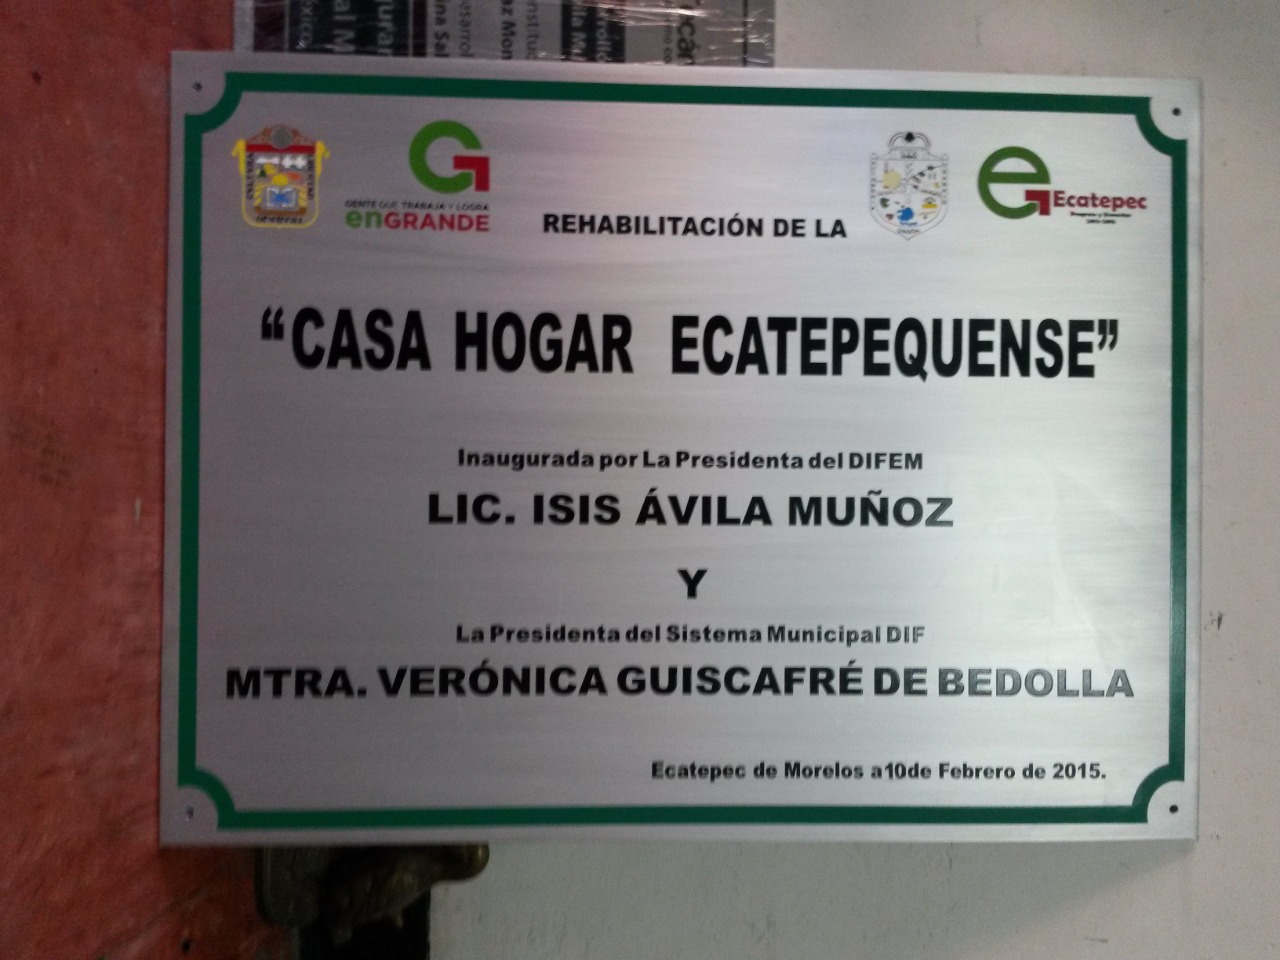 GENTE QUE TRABAJA Y LOGRA
enGRANDE
Ecatepec
REHABILITACIÓN DE LA
“CASA HOGAR ECATEPEQUENSE”
Inaugurada por La Presidenta del DIFEM
LIC. ISIS ÁVILA MUÑOZ
Y
La Presidenta del Sistema Municipal DIF
MTRA. VERÓNICA GUISCAFRÉ DE BEDOLLA
Ecatepec de Morelos a10de Febrero de 2015.